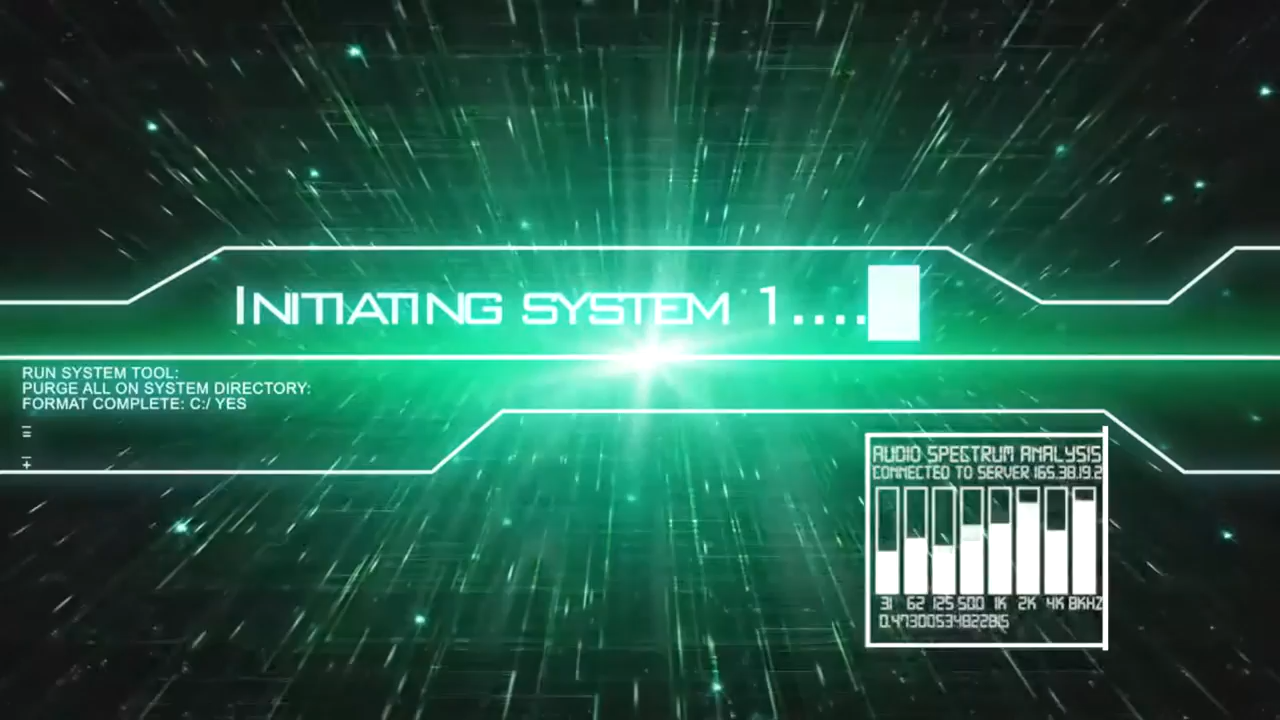 INITIATING SYSTEM 1....
RUN SYSTEM TOOL:
PURGE ALL ON SYSTEM DIRECTORY:
FORMAT COMPLETE: C:/ YES
AUDIO SPECTRUM ANALYSIS
CONNECTED TO SERVER 165.38.19.2
31 62 125 500 1K 2K 4K 8KHZ
0.47300534822815